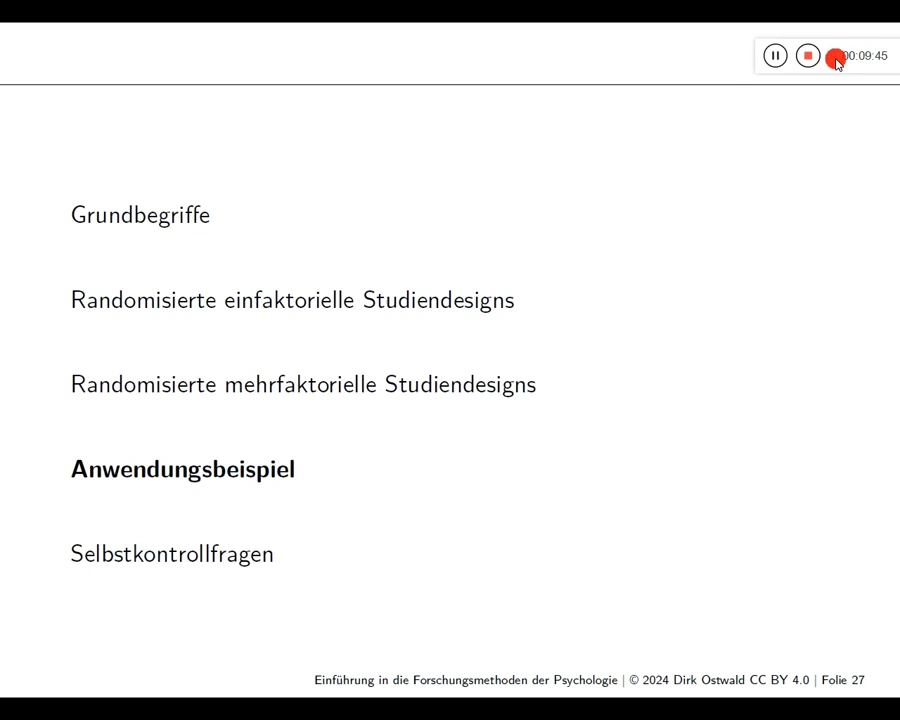 00:09:45
Grundbegriffe
Randomisierte einfaktorielle Studiendesigns
Randomisierte mehrfaktorielle Studiendesigns
Anwendungsbeispiel
Selbstkontrollfragen
Einführung in die Forschungsmethoden der Psychologie | © 2024 Dirk Ostwald CC BY 4.0 | Folie 27